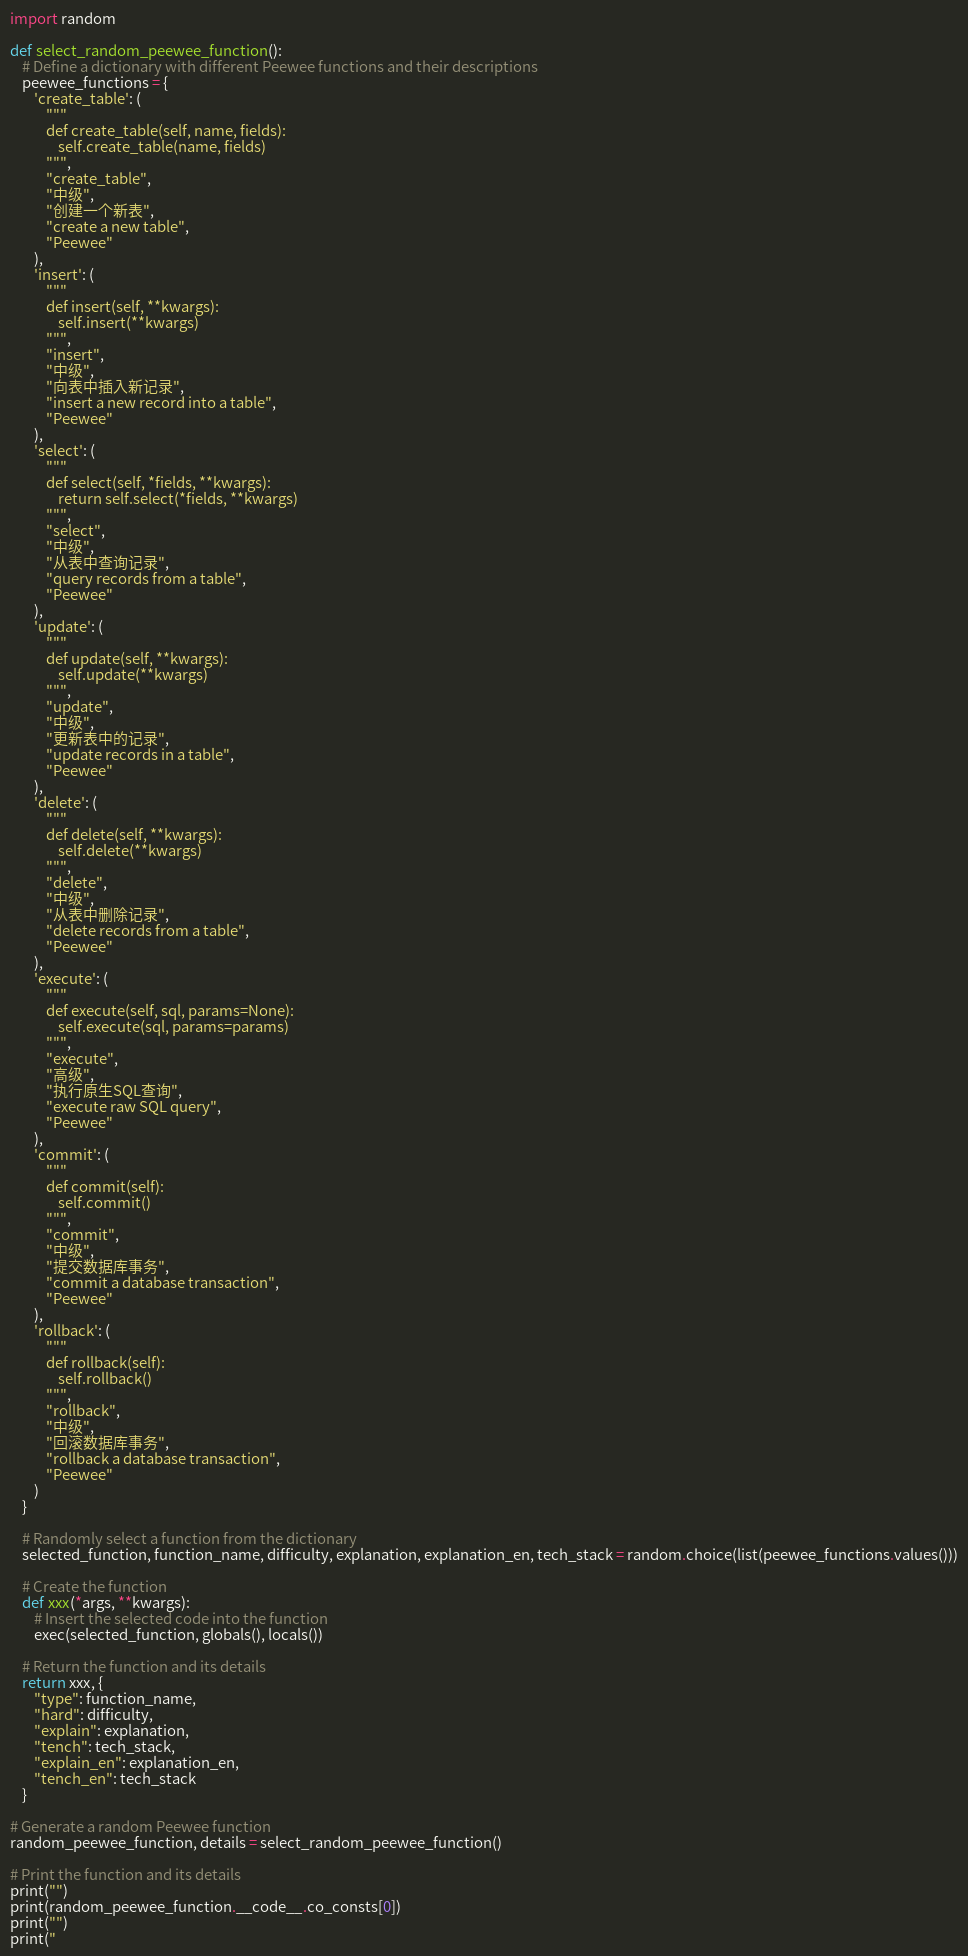 import random

def select_random_peewee_function():
    # Define a dictionary with different Peewee functions and their descriptions
    peewee_functions = {
        'create_table': (
            """
            def create_table(self, name, fields):
                self.create_table(name, fields)
            """,
            "create_table",
            "中级",
            "创建一个新表",
            "create a new table",
            "Peewee"
        ),
        'insert': (
            """
            def insert(self, **kwargs):
                self.insert(**kwargs)
            """,
            "insert",
            "中级",
            "向表中插入新记录",
            "insert a new record into a table",
            "Peewee"
        ),
        'select': (
            """
            def select(self, *fields, **kwargs):
                return self.select(*fields, **kwargs)
            """,
            "select",
            "中级",
            "从表中查询记录",
            "query records from a table",
            "Peewee"
        ),
        'update': (
            """
            def update(self, **kwargs):
                self.update(**kwargs)
            """,
            "update",
            "中级",
            "更新表中的记录",
            "update records in a table",
            "Peewee"
        ),
        'delete': (
            """
            def delete(self, **kwargs):
                self.delete(**kwargs)
            """,
            "delete",
            "中级",
            "从表中删除记录",
            "delete records from a table",
            "Peewee"
        ),
        'execute': (
            """
            def execute(self, sql, params=None):
                self.execute(sql, params=params)
            """,
            "execute",
            "高级",
            "执行原生SQL查询",
            "execute raw SQL query",
            "Peewee"
        ),
        'commit': (
            """
            def commit(self):
                self.commit()
            """,
            "commit",
            "中级",
            "提交数据库事务",
            "commit a database transaction",
            "Peewee"
        ),
        'rollback': (
            """
            def rollback(self):
                self.rollback()
            """,
            "rollback",
            "中级",
            "回滚数据库事务",
            "rollback a database transaction",
            "Peewee"
        )
    }

    # Randomly select a function from the dictionary
    selected_function, function_name, difficulty, explanation, explanation_en, tech_stack = random.choice(list(peewee_functions.values()))

    # Create the function
    def xxx(*args, **kwargs):
        # Insert the selected code into the function
        exec(selected_function, globals(), locals())

    # Return the function and its details
    return xxx, {
        "type": function_name,
        "hard": difficulty,
        "explain": explanation,
        "tench": tech_stack,
        "explain_en": explanation_en,
        "tench_en": tech_stack
    }

# Generate a random Peewee function
random_peewee_function, details = select_random_peewee_function()

# Print the function and its details
print("")
print(random_peewee_function.__code__.co_consts[0])
print("")
print("